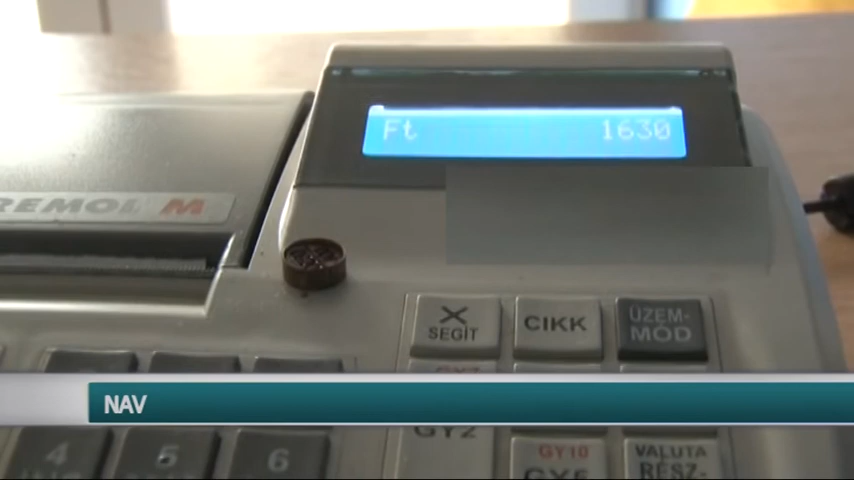 Ft 1630
REMOL M
X
SEGÍT
CIKK
ÜZEM-
MÓD
NAV
4
5
6
GY2
GY10
VALUTA
RÉSZ-